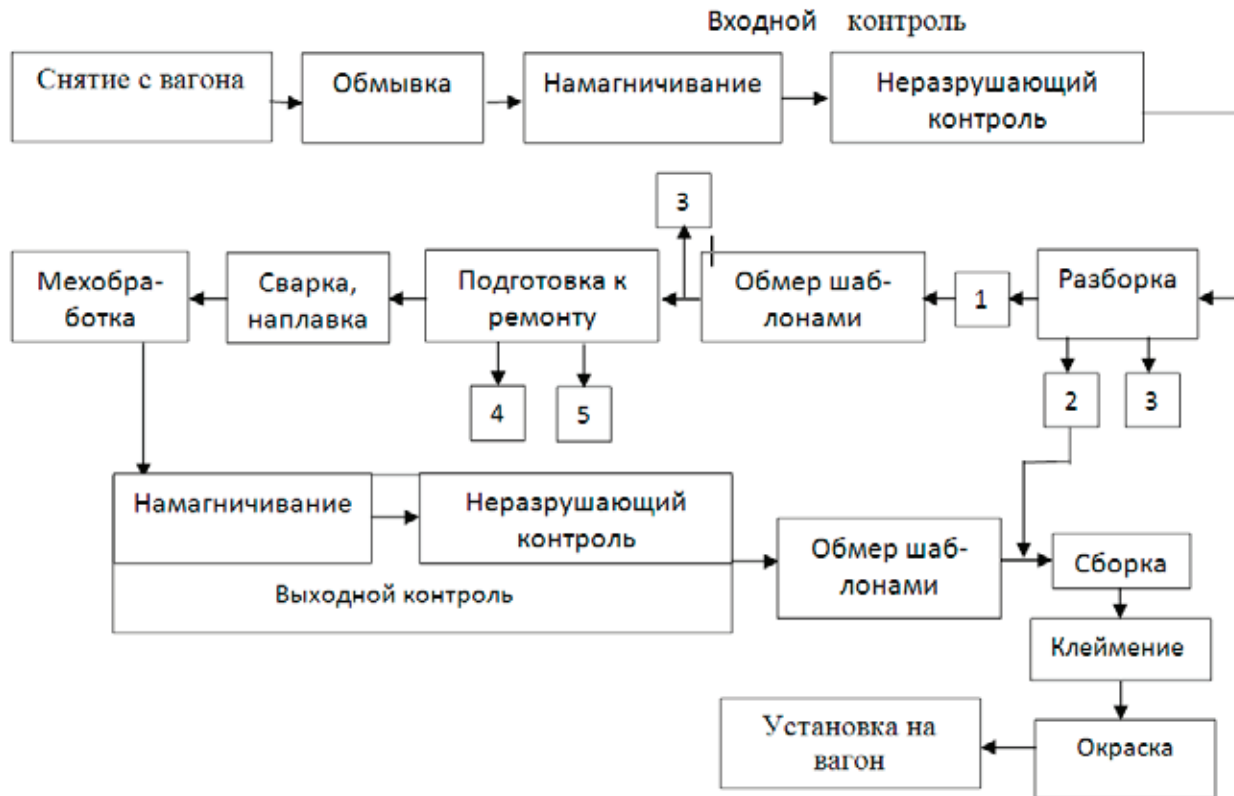 Входной контроль
Снятие с вагона
Обмывка
Намагничивание
Неразрушающий
контроль
3
Мехобра-
ботка
Сварка,
наплавка
Подготовка к
ремонту
Обмер шаб-
лонами
1
Разборка
4
5
2
3
Намагничивание
Неразрушающий
контроль
Выходной контроль
Обмер шаб-
лонами
Сборка
Клеймение
Установка на
вагон
Окраска